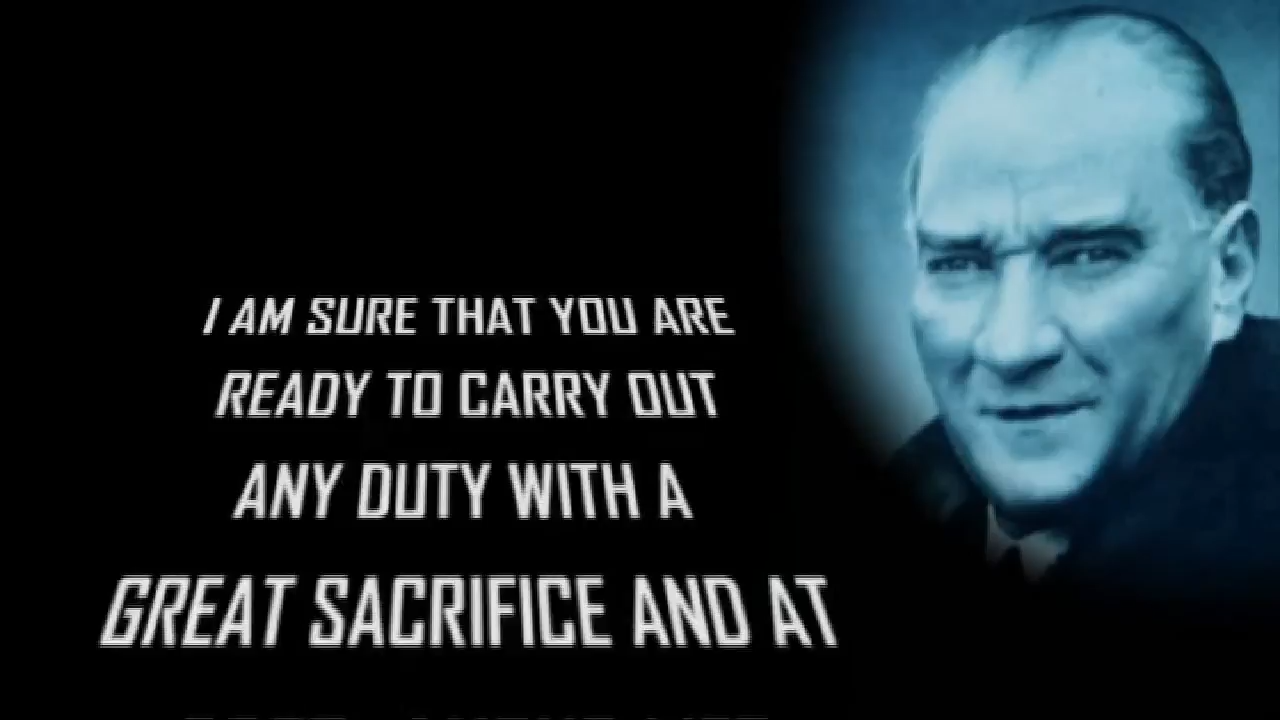 I AM SURE THAT YOU ARE
READY TO CARRY OUT
ANY DUTY WITH A
GREAT SACRIFICE AND AT